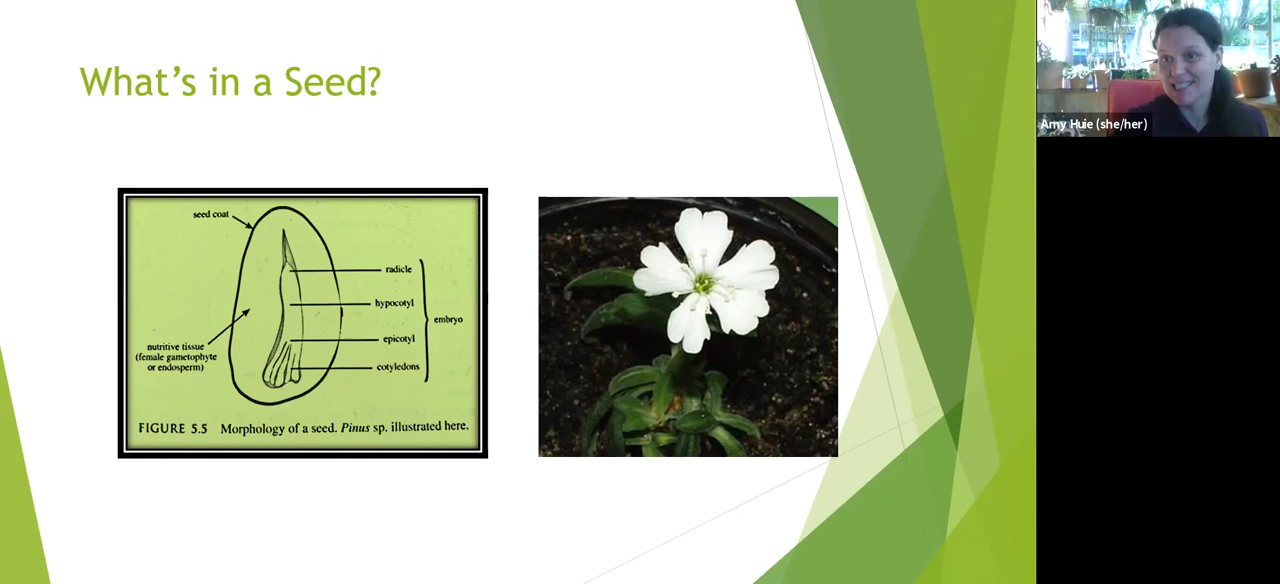 What's in a Seed?
Amy Huie (she/her)
seed coat
radicle
hypocotyl
embryo
epicotyl
nutritive tissue
(female gametophyte
or endosperm)
cotyledons
FIGURE 5.5 Morphology of a seed. Pinus sp. illustrated here.